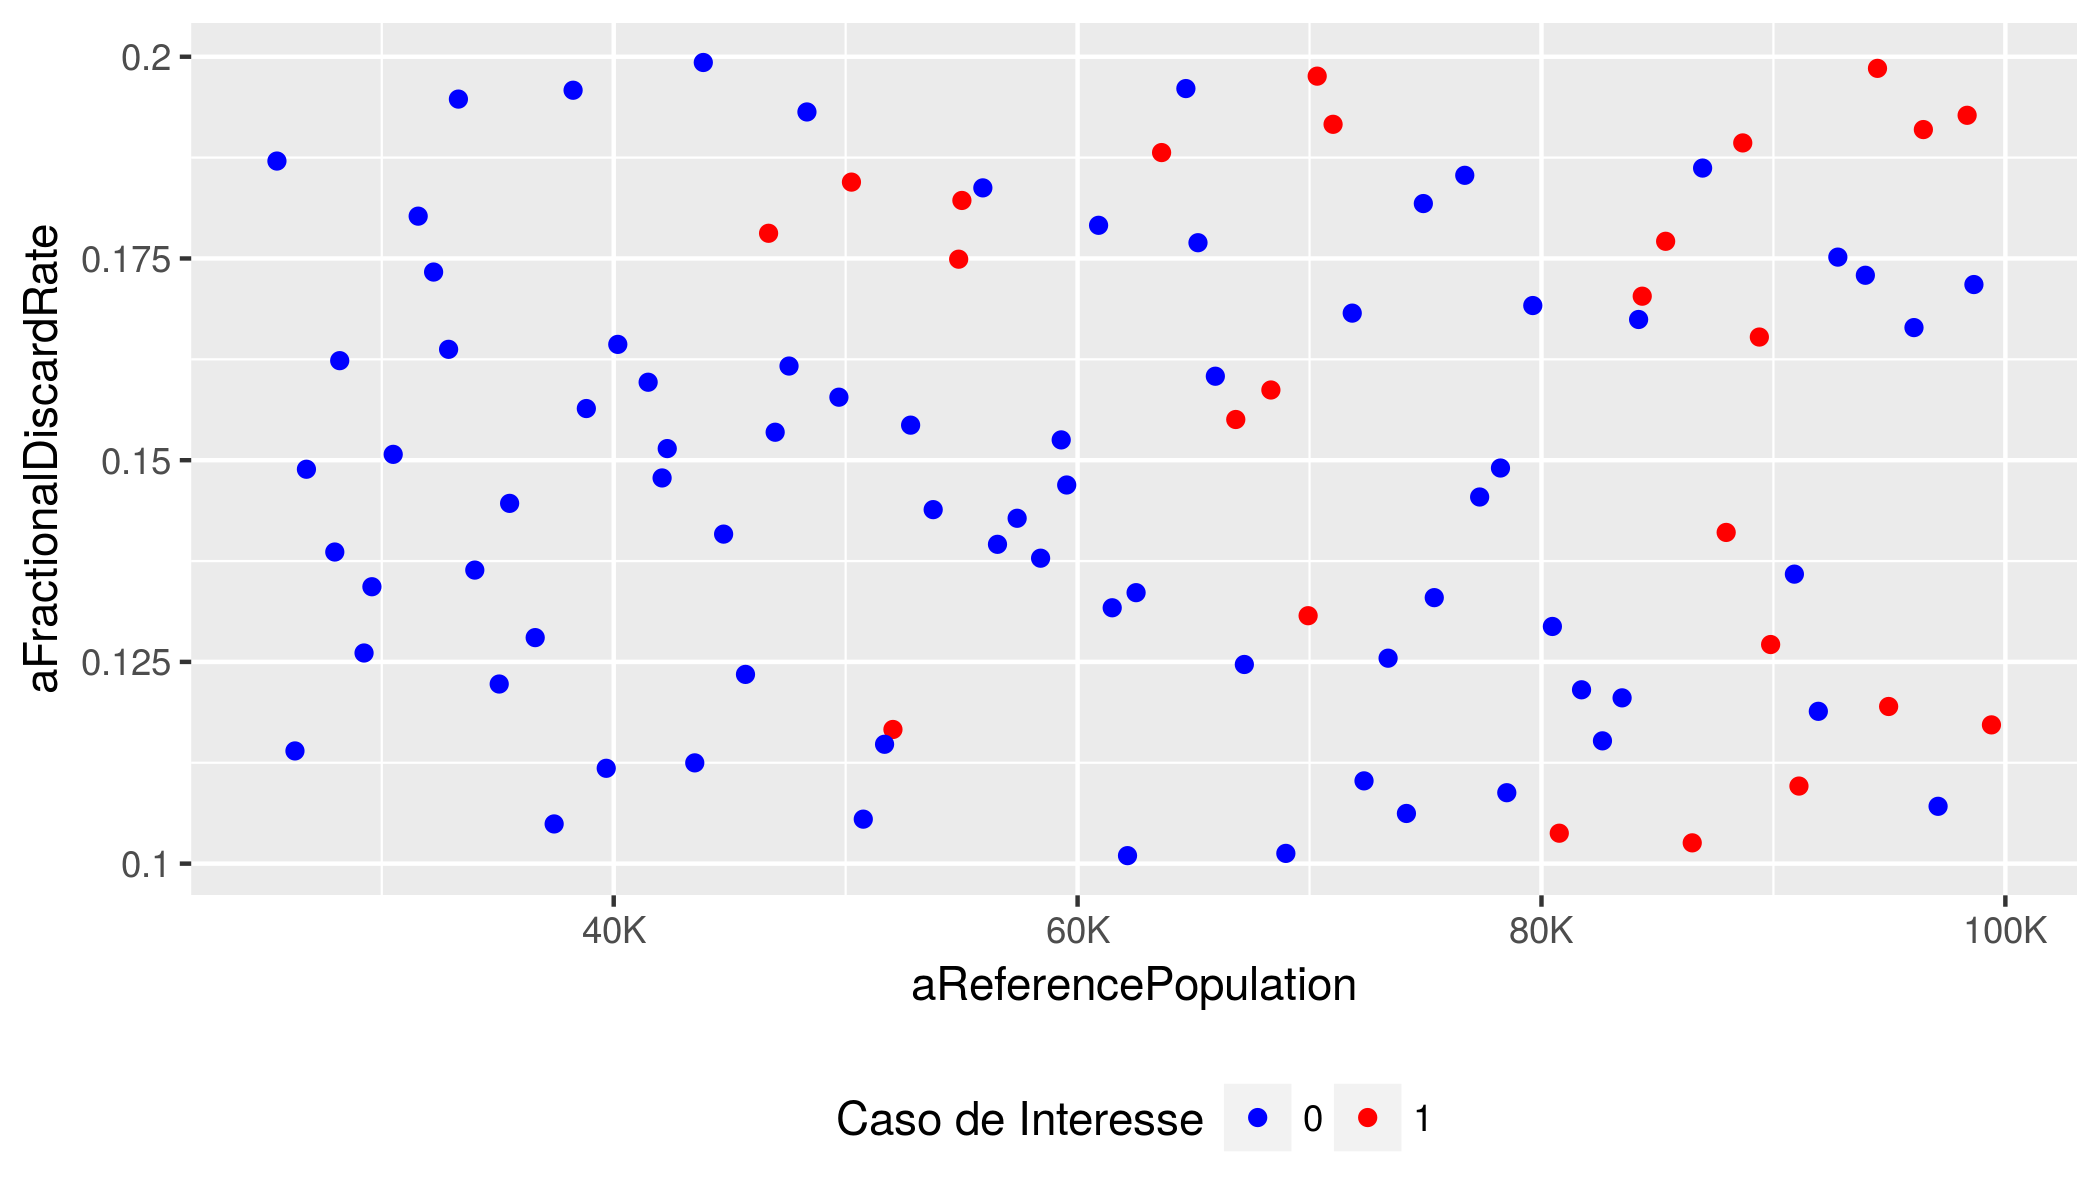 0.2
0.175
0.15
0.125
0.1
aFractionalDiscardRate
40K 60K 80K 100K
aReferencePopulation
Caso de Interesse 0 1